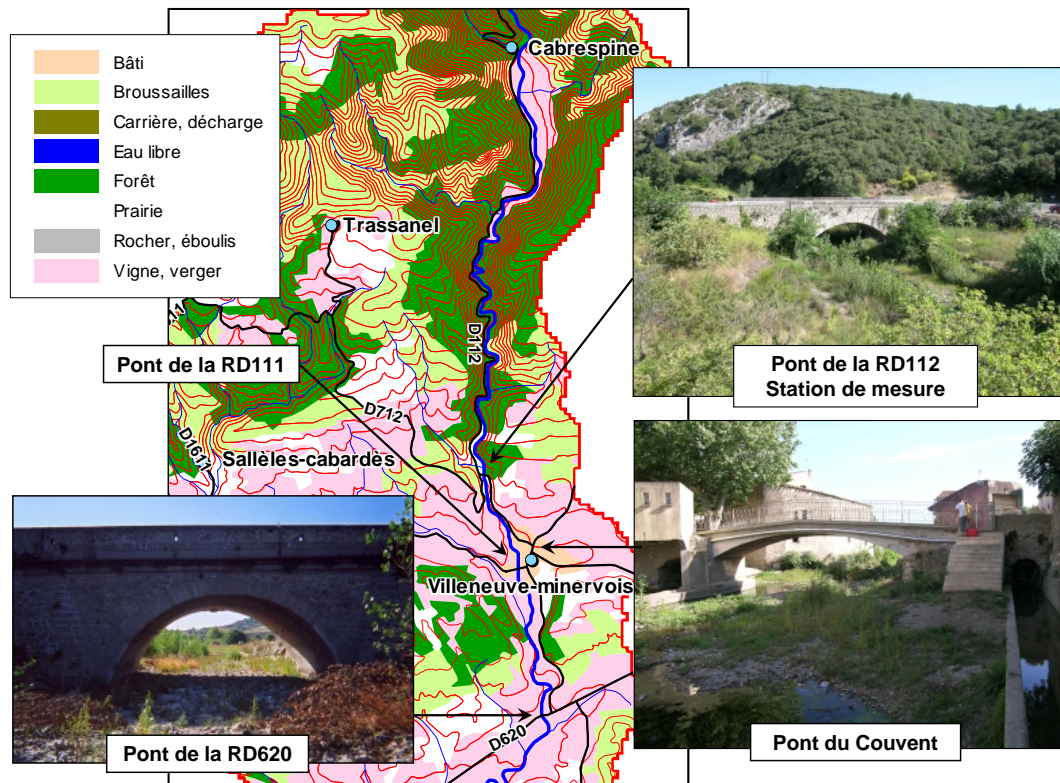 Bâti
Broussailles
Carrière, décharge
Eau libre
Forêt
Prairie
Rocher, éboulis
Vigne, verger
Cabrespine
Trassanel
D112
Pont de la RD111
D712
D1611
Sallèles-cabardès
Villeneuve-minervois
D620
Pont de la RD112
Station de mesure
Pont de la RD620
Pont du Couvent